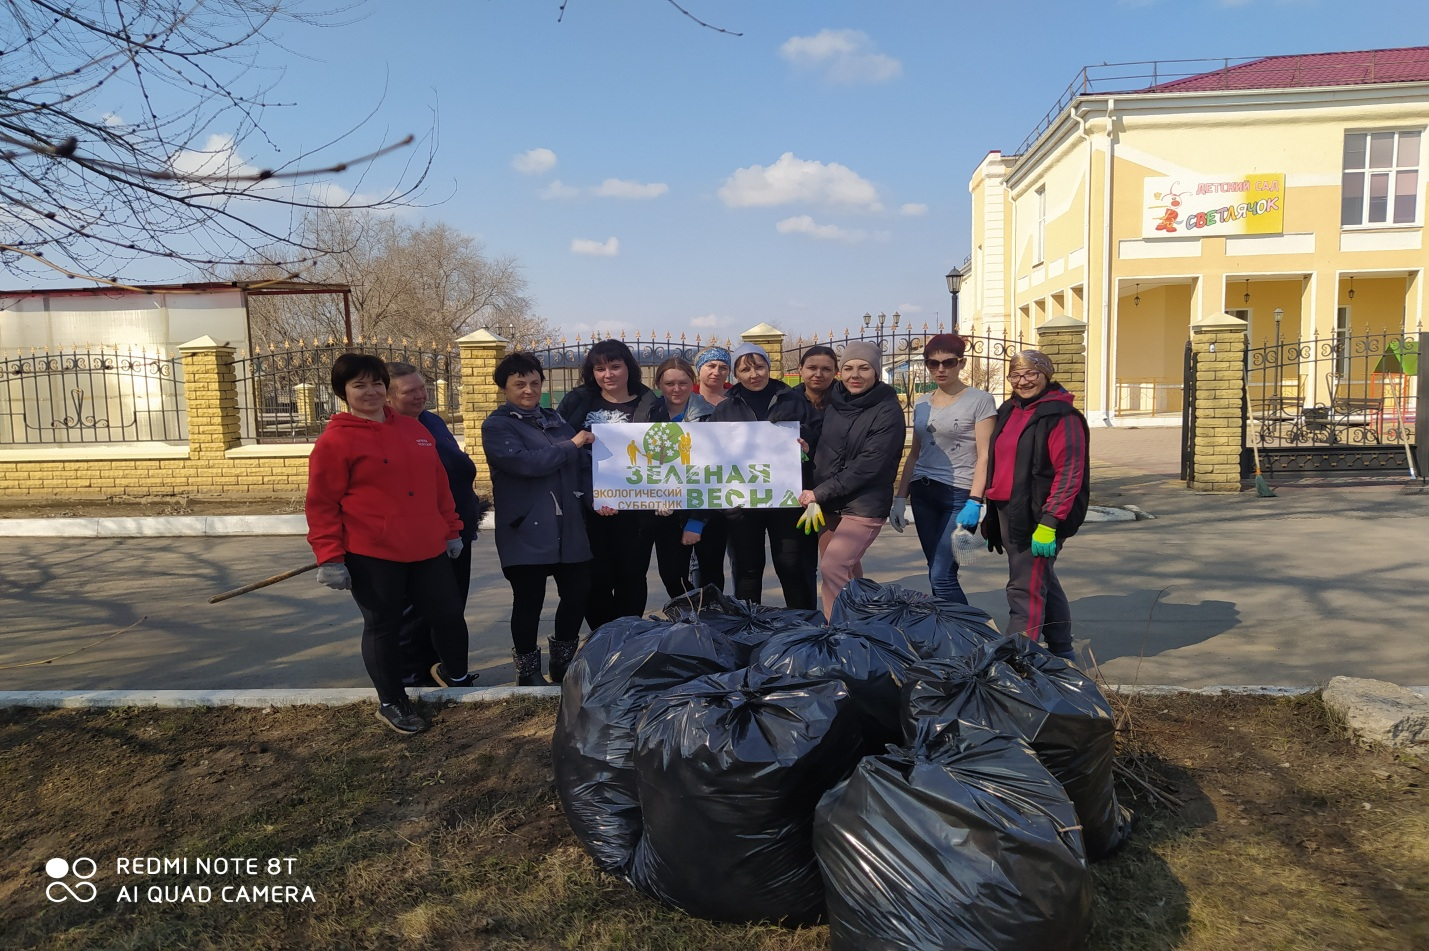 ДЕТСКИЙ САД
СВЕТЛЯЧОК
ЗЕЛЕНАЯ
ВЕСНА
ЭКОЛОГИЧЕСКИЙ
СУББОТНИК
REDMI NOTE 8T
AI QUAD CAMERA